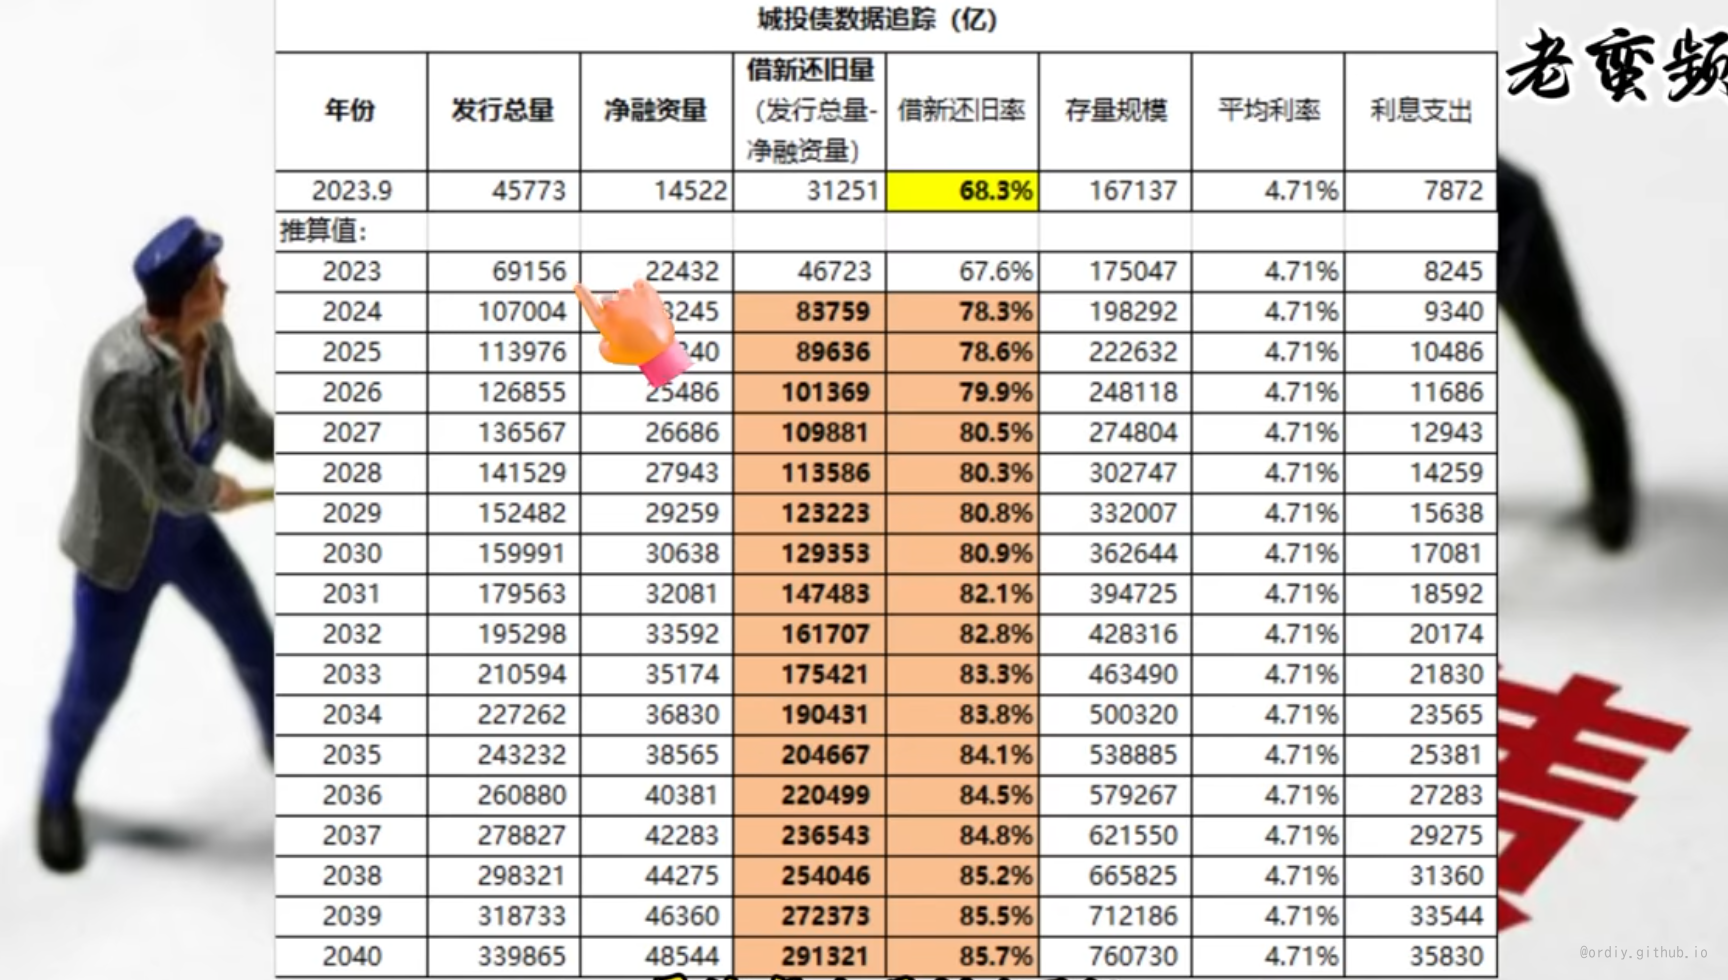 城投债数据追踪（亿）
老蛮频
年份 发行总量 净融资量 借新还旧量（发行总量-净融资量） 借新还旧率 存量规模 平均利率 利息支出
2023.9 45773 14522 31251 68.3% 167137 4.71% 7872
推算值：
2023 69156 22432 46723 67.6% 175047 4.71% 8245
2024 107004 245 83759 78.3% 198292 4.71% 9340
2025 113976 40 89636 78.6% 222632 4.71% 10486
2026 126855 25486 101369 79.9% 248118 4.71% 11686
2027 136567 26686 109881 80.5% 274804 4.71% 12943
2028 141529 27943 113586 80.3% 302747 4.71% 14259
2029 152482 29259 123223 80.8% 332007 4.71% 15638
2030 159991 30638 129353 80.9% 362644 4.71% 17081
2031 179563 32081 147483 82.1% 394725 4.71% 18592
2032 195298 33592 161707 82.8% 428316 4.71% 20174
2033 210594 35174 175421 83.3% 463490 4.71% 21830
2034 227262 36830 190431 83.8% 500320 4.71% 23565
2035 243232 38565 204667 84.1% 538885 4.71% 25381
2036 260880 40381 220499 84.5% 579267 4.71% 27283
2037 278827 42283 236543 84.8% 621550 4.71% 29275
2038 298321 44275 254046 85.2% 665825 4.71% 31360
2039 318733 46360 272373 85.5% 712186 4.71% 33544
2040 339865 48544 291321 85.7% 760730 4.71% 35830
@ordiy.github.io